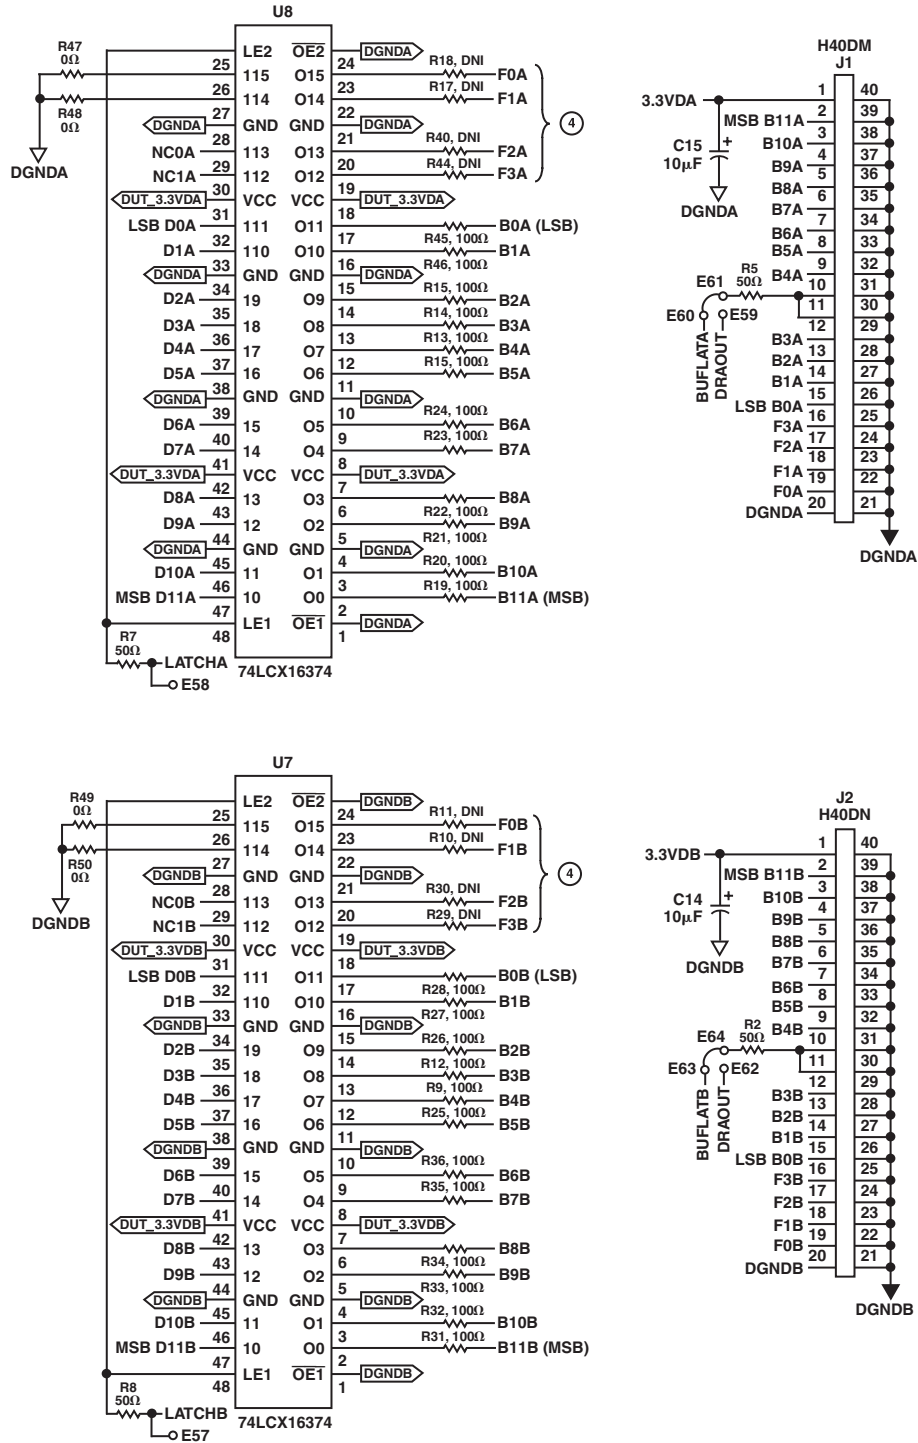 U8
R47
0Ω
R48
0Ω
DGNDA
LE2 OE2 DGNDA
25 115 O15 24 R18, DNI F0A
26 114 O14 23 R17, DNI F1A
27 DGNDA GND GND 22 DGNDA
28 NC0A 113 O13 21 R40, DNI F2A
29 NC1A 112 O12 20 R44, DNI F3A
4
30 DUT_3.3VDA VCC VCC 19 DUT_3.3VDA
31 LSB D0A 111 O11 18 B0A (LSB)
32 D1A 110 O10 17 R45, 100Ω B1A
33 DGNDA GND GND 16 R46, 100Ω DGNDA
34 D2A 19 O9 15 R15, 100Ω B2A
35 D3A 18 O8 14 R14, 100Ω B3A
36 D4A 17 O7 13 R13, 100Ω B4A
37 D5A 16 O6 12 R15, 100Ω B5A
38 DGNDA GND GND 11 DGNDA
39 D6A 15 O5 10 R24, 100Ω B6A
40 D7A 14 O4 9 R23, 100Ω B7A
41 DUT_3.3VDA VCC VCC 8 DUT_3.3VDA
42 D8A 13 O3 7 B8A
43 D9A 12 O2 6 R22, 100Ω B9A
44 DGNDA GND GND 5 R21, 100Ω DGNDA
45 D10A 11 O1 4 R20, 100Ω B10A
46 MSB D11A 10 O0 3 R19, 100Ω B11A (MSB)
47 LE1 OE1 2 DGNDA
48 1
R7
50Ω
LATCHA
E58
74LCX16374
H40DM
J1
3.3VDA 1 40
MSB B11A 2 39
B10A 3 38
B9A 4 37
B8A 5 36
B7A 6 35
B6A 7 34
B5A 8 33
B4A 9 32
10 31
11 30
B3A 12 29
B2A 13 28
B1A 14 27
LSB B0A 15 26
F3A 16 25
F2A 17 24
F1A 18 23
F0A 19 22
DGNDA 20 21
C15
10µF
+
DGNDA
E61
R5
50Ω
E60
E59
BUFLATA
DRAOUT
DGNDA
U7
R49
0Ω
R50
0Ω
DGNDB
LE2 OE2 DGNDB
25 115 O15 24 R11, DNI F0B
26 114 O14 23 R10, DNI F1B
27 DGNDB GND GND 22 DGNDB
28 NC0B 113 O13 21 R30, DNI F2B
29 NC1B 112 O12 20 R29, DNI F3B
4
30 DUT_3.3VDB VCC VCC 19 DUT_3.3VDB
31 LSB D0B 111 O11 18 B0B (LSB)
32 D1B 110 O10 17 R28, 100Ω B1B
33 DGNDB GND GND 16 R27, 100Ω DGNDB
34 D2B 19 O9 15 R26, 100Ω B2B
35 D3B 18 O8 14 R12, 100Ω B3B
36 D4B 17 O7 13 R9, 100Ω B4B
37 D5B 16 O6 12 R25, 100Ω B5B
38 DGNDB GND GND 11 DGNDB
39 D6B 15 O5 10 R36, 100Ω B6B
40 D7B 14 O4 9 R35, 100Ω B7B
41 DUT_3.3VDB VCC VCC 8 DUT_3.3VDB
42 D8B 13 O3 7 B8B
43 D9B 12 O2 6 R34, 100Ω B9B
44 DGNDB GND GND 5 R33, 100Ω DGNDB
45 D10B 11 O1 4 R32, 100Ω B10B
46 MSB D11B 10 O0 3 R31, 100Ω B11B (MSB)
47 LE1 OE1 2 DGNDB
48 1
R8
50Ω
LATCHB
E57
74LCX16374
J2
H40DN
3.3VDB 1 40
MSB B11B 2 39
B10B 3 38
B9B 4 37
B8B 5 36
B7B 6 35
B6B 7 34
B5B 8 33
B4B 9 32
10 31
11 30
B3B 12 29
B2B 13 28
B1B 14 27
LSB B0B 15 26
F3B 16 25
F2B 17 24
F1B 18 23
F0B 19 22
DGNDB 20 21
C14
10µF
+
DGNDB
E64
R2
50Ω
E63
E62
BUFLATB
DRAOUT
DGNDB